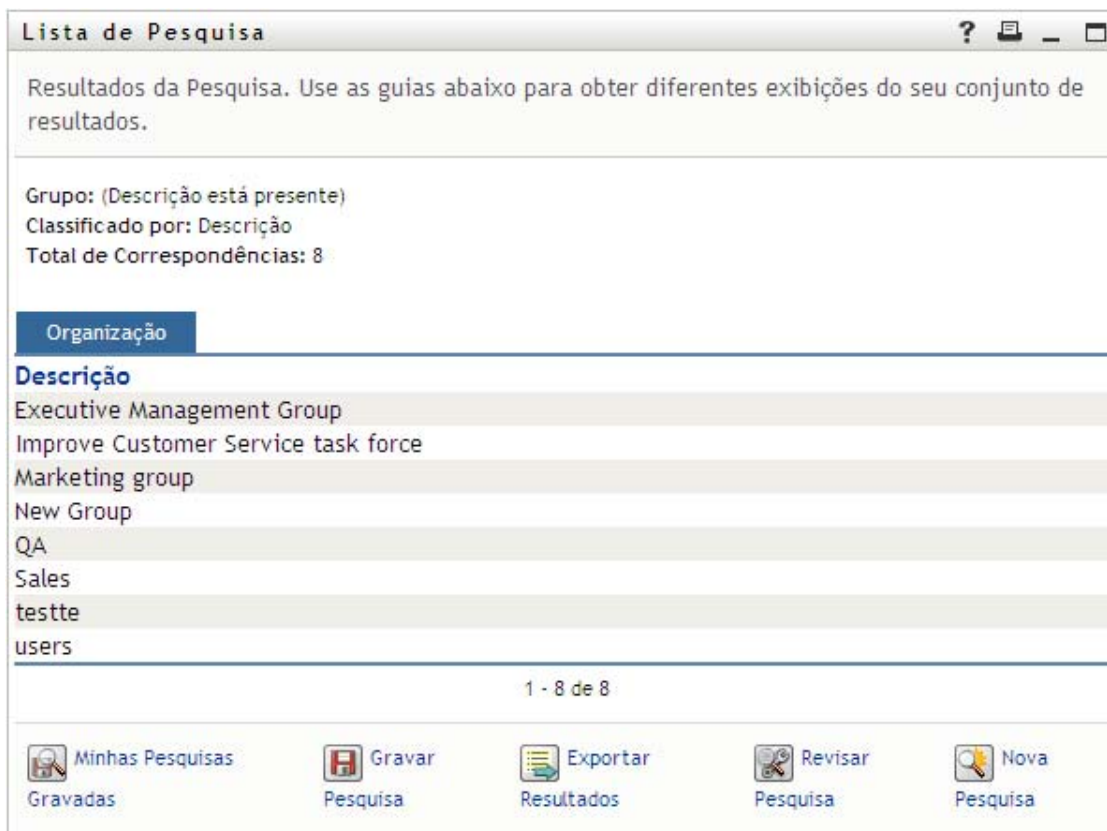 Lista de Pesquisa ?
Resultados da Pesquisa. Use as guias abaixo para obter diferentes exibições do seu conjunto de
resultados.
Grupo: (Descrição está presente)
Classificado por: Descrição
Total de Correspondências: 8
Organização
Descrição
Executive Management Group
Improve Customer Service task force
Marketing group
New Group
QA
Sales
testte
users
1 - 8 de 8
Minhas Pesquisas
Gravadas
Gravar
Pesquisa
Exportar
Resultados
Revisar
Pesquisa
Nova
Pesquisa